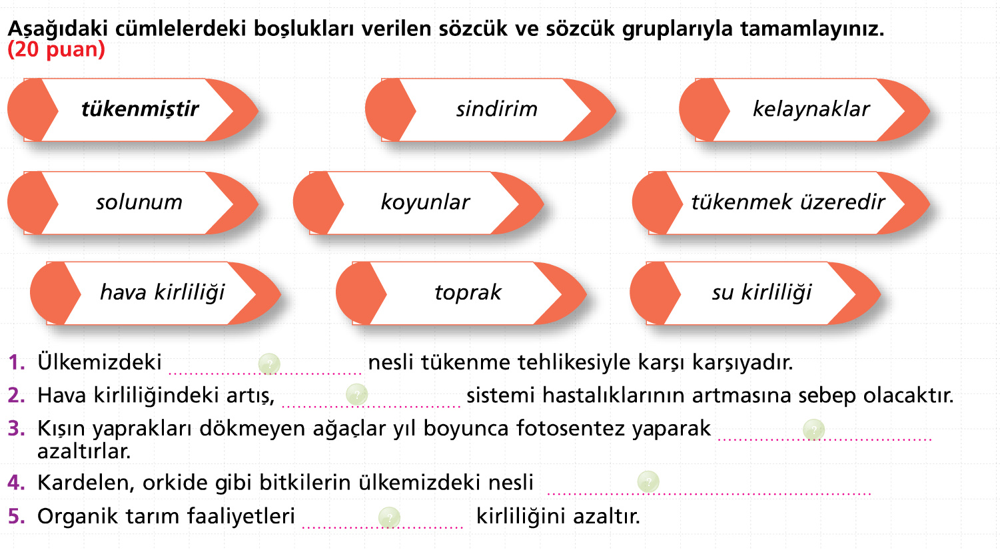 Aşağıdaki cümlelerdeki boşlukları verilen sözcük ve sözcük gruplarıyla tamamlayınız.
(20 puan)
tükenmiştir
sindirim
kelaynaklar
solunum
koyunlar
tükenmek üzeredir
hava kirliliği
toprak
su kirliliği
1. Ülkemizdeki ? nesli tükenme tehlikesiyle karşı karşıyadır.
2. Hava kirliliğindeki artış, ? sistemi hastalıklarının artmasına sebep olacaktır.
3. Kışın yaprakları dökmeyen ağaçlar yıl boyunca fotosentez yaparak ?
azaltırlar.
4. Kardelen, orkide gibi bitkilerin ülkemizdeki nesli ?
5. Organik tarım faaliyetleri ? kirliliğini azaltır.